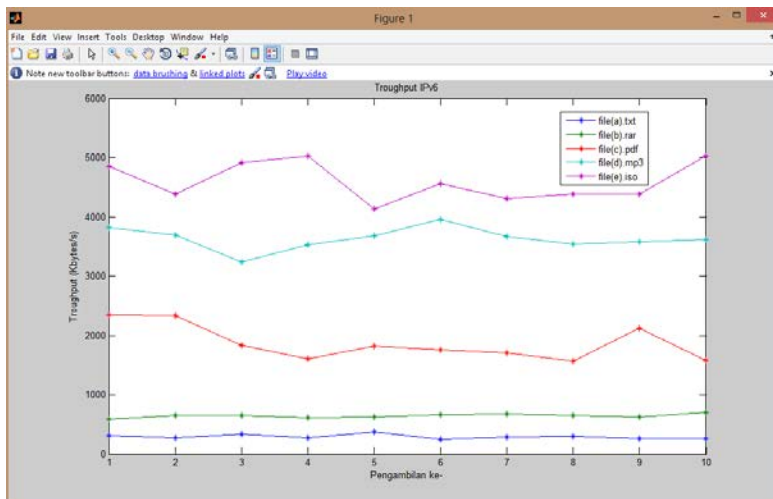 Figure 1
File Edit View Insert Tools Desktop Window Help
Note new toolbar buttons: data brushing & linked plots Play video
Troughput IPv6
6000
5000
4000
3000
2000
1000
0
Troughput (Kbytes/s)
file(a).txt
file(b).rar
file(c).pdf
file(d).mp3
file(e).iso
1 2 3 4 5 6 7 8 9 10
Pengambilan ke-